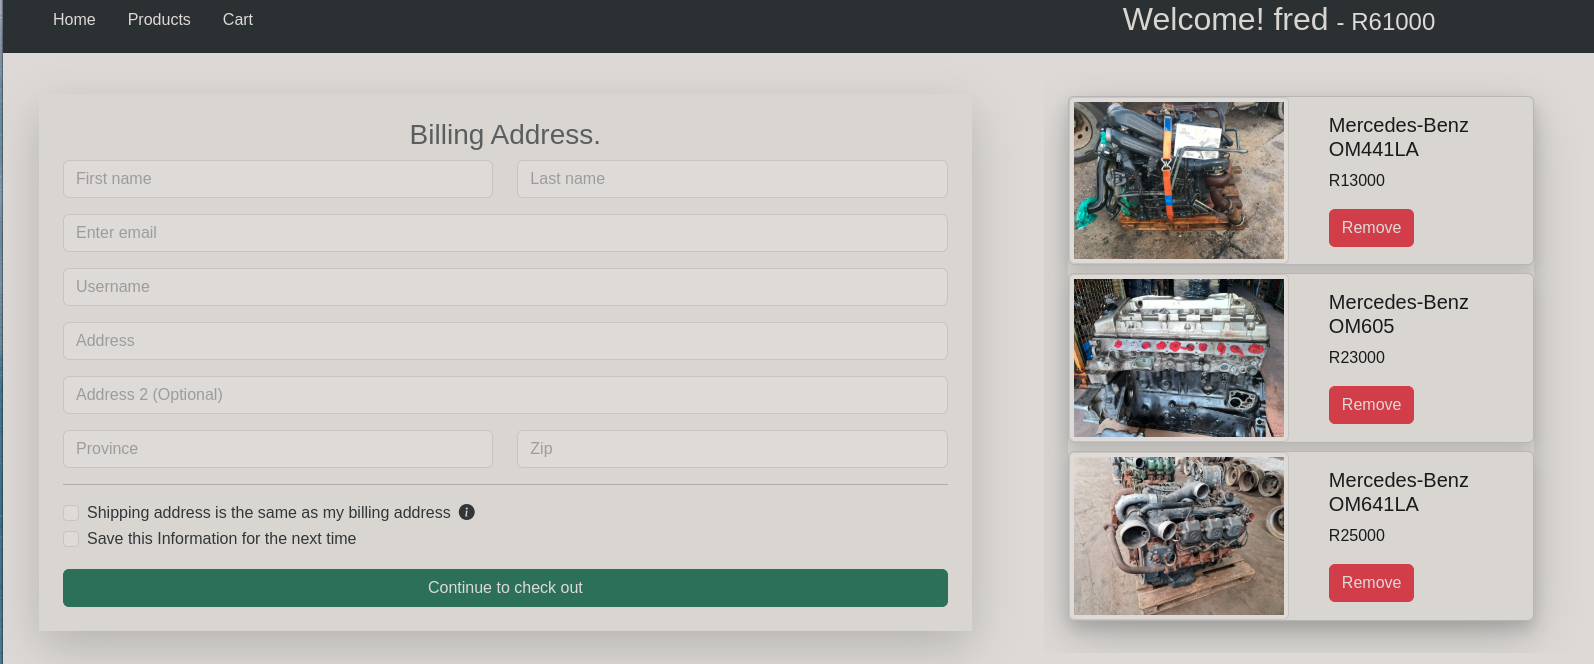 Home Products Cart
Welcome! fred - R61000
Billing Address.
First name Last name
Enter email
Username
Address
Address 2 (Optional)
Province Zip
Shipping address is the same as my billing address
Save this Information for the next time
Continue to check out
Mercedes-Benz
OM441LA
R13000
Remove
Mercedes-Benz
OM605
R23000
Remove
Mercedes-Benz
OM641LA
R25000
Remove